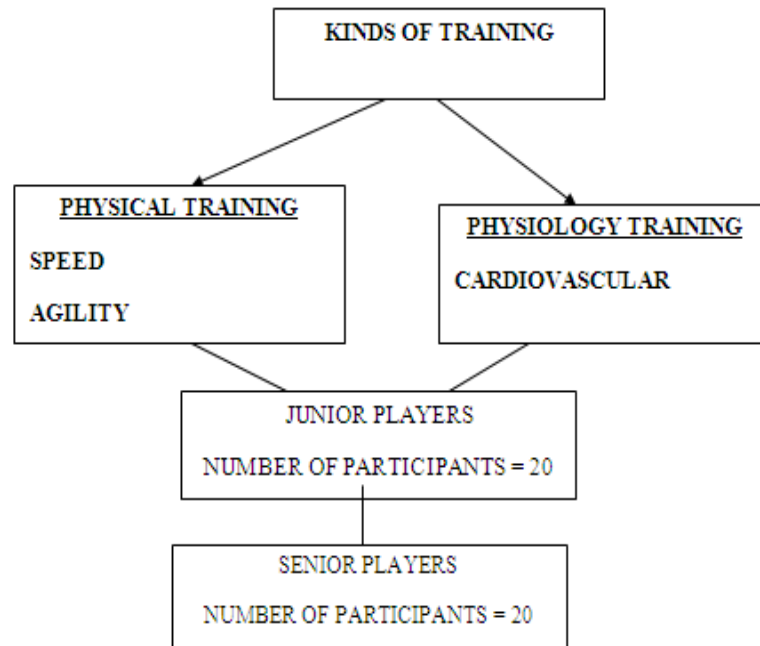 KINDS OF TRAINING
PHYSICAL TRAINING
SPEED
AGILITY
PHYSIOLOGY TRAINING
CARDIOVASCULAR
JUNIOR PLAYERS
NUMBER OF PARTICIPANTS = 20
SENIOR PLAYERS
NUMBER OF PARTICIPANTS = 20